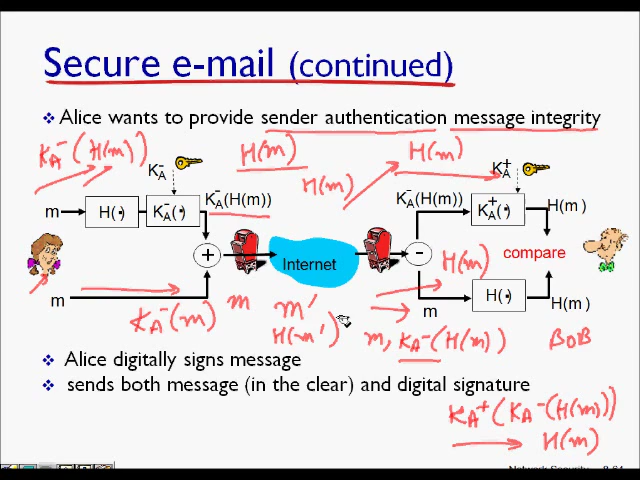 Secure e-mail (continued)
❖ Alice wants to provide sender authentication message integrity
KA-(H(m))
H(m)
H(m)
H(m)
KA-
KA+
m
H(·)
KA-(·)
KA-(H(m))
KA-(H(m))
KA+(·)
H(m)
+
Internet
-
H(m)
compare
m
KA-(m)
m
m'
H(m')
m
H(·)
H(m)
m, KA-(H(m))
BOB
❖ Alice digitally signs message
❖ sends both message (in the clear) and digital signature
KA+(KA-(H(m)))
H(m)
Network Security